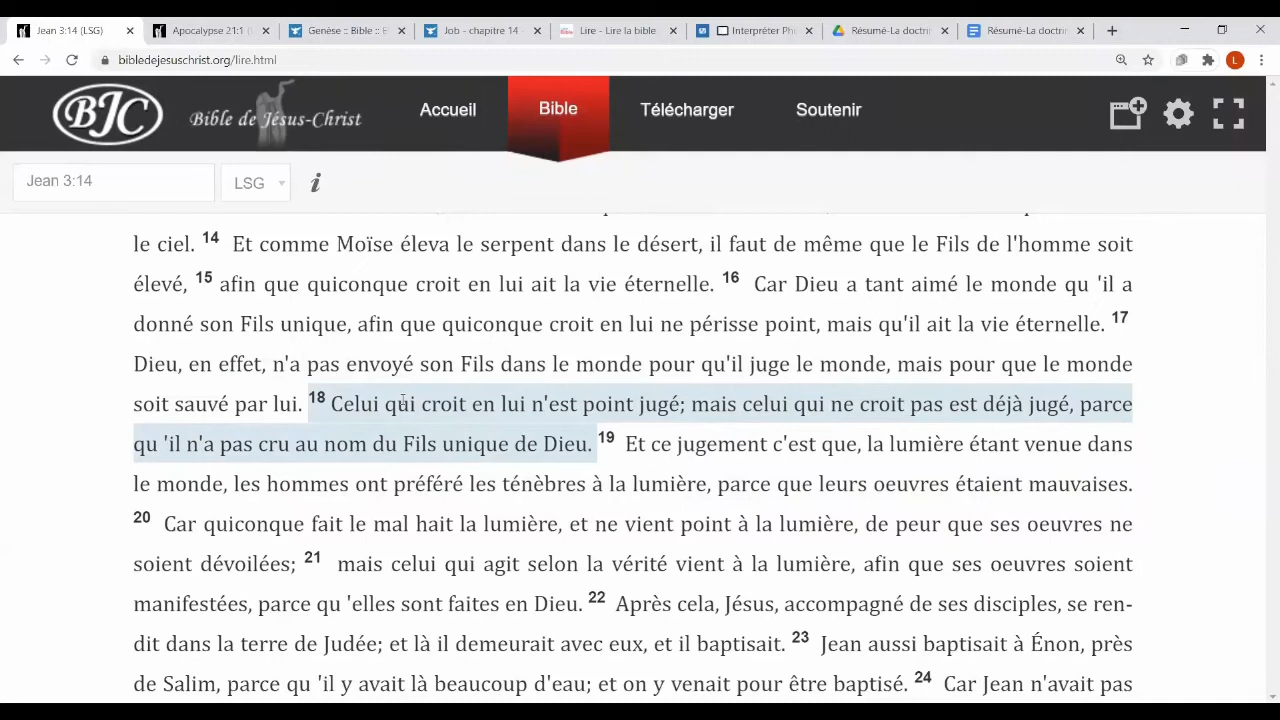 Jean 3:14 (LSG)
Apocalypse 21:1 (
Genèse :: Bible :: E
Job - chapitre 14 -
Lire - Lire la bible
Interpréter Ph
Résumé-La doctrin
Résumé-La doctrin
bibledejesuschrist.org/lire.html
L
BJC
Bible de Jésus-Christ
Accueil
Bible
Télécharger
Soutenir
Jean 3:14
LSG
i
le ciel. 14 Et comme Moïse éleva le serpent dans le désert, il faut de même que le Fils de l'homme soit
élevé, 15 afin que quiconque croit en lui ait la vie éternelle. 16 Car Dieu a tant aimé le monde qu 'il a
donné son Fils unique, afin que quiconque croit en lui ne périsse point, mais qu'il ait la vie éternelle. 17
Dieu, en effet, n'a pas envoyé son Fils dans le monde pour qu'il juge le monde, mais pour que le monde
soit sauvé par lui. 18 Celui qui croit en lui n'est point jugé; mais celui qui ne croit pas est déjà jugé, parce
qu 'il n'a pas cru au nom du Fils unique de Dieu. 19 Et ce jugement c'est que, la lumière étant venue dans
le monde, les hommes ont préféré les ténèbres à la lumière, parce que leurs oeuvres étaient mauvaises.
20 Car quiconque fait le mal hait la lumière, et ne vient point à la lumière, de peur que ses oeuvres ne
soient dévoilées; 21 mais celui qui agit selon la vérité vient à la lumière, afin que ses oeuvres soient
manifestées, parce qu 'elles sont faites en Dieu. 22 Après cela, Jésus, accompagné de ses disciples, se ren-
dit dans la terre de Judée; et là il demeurait avec eux, et il baptisait. 23 Jean aussi baptisait à Énon, près
de Salim, parce qu 'il y avait là beaucoup d'eau; et on y venait pour être baptisé. 24 Car Jean n'avait pas